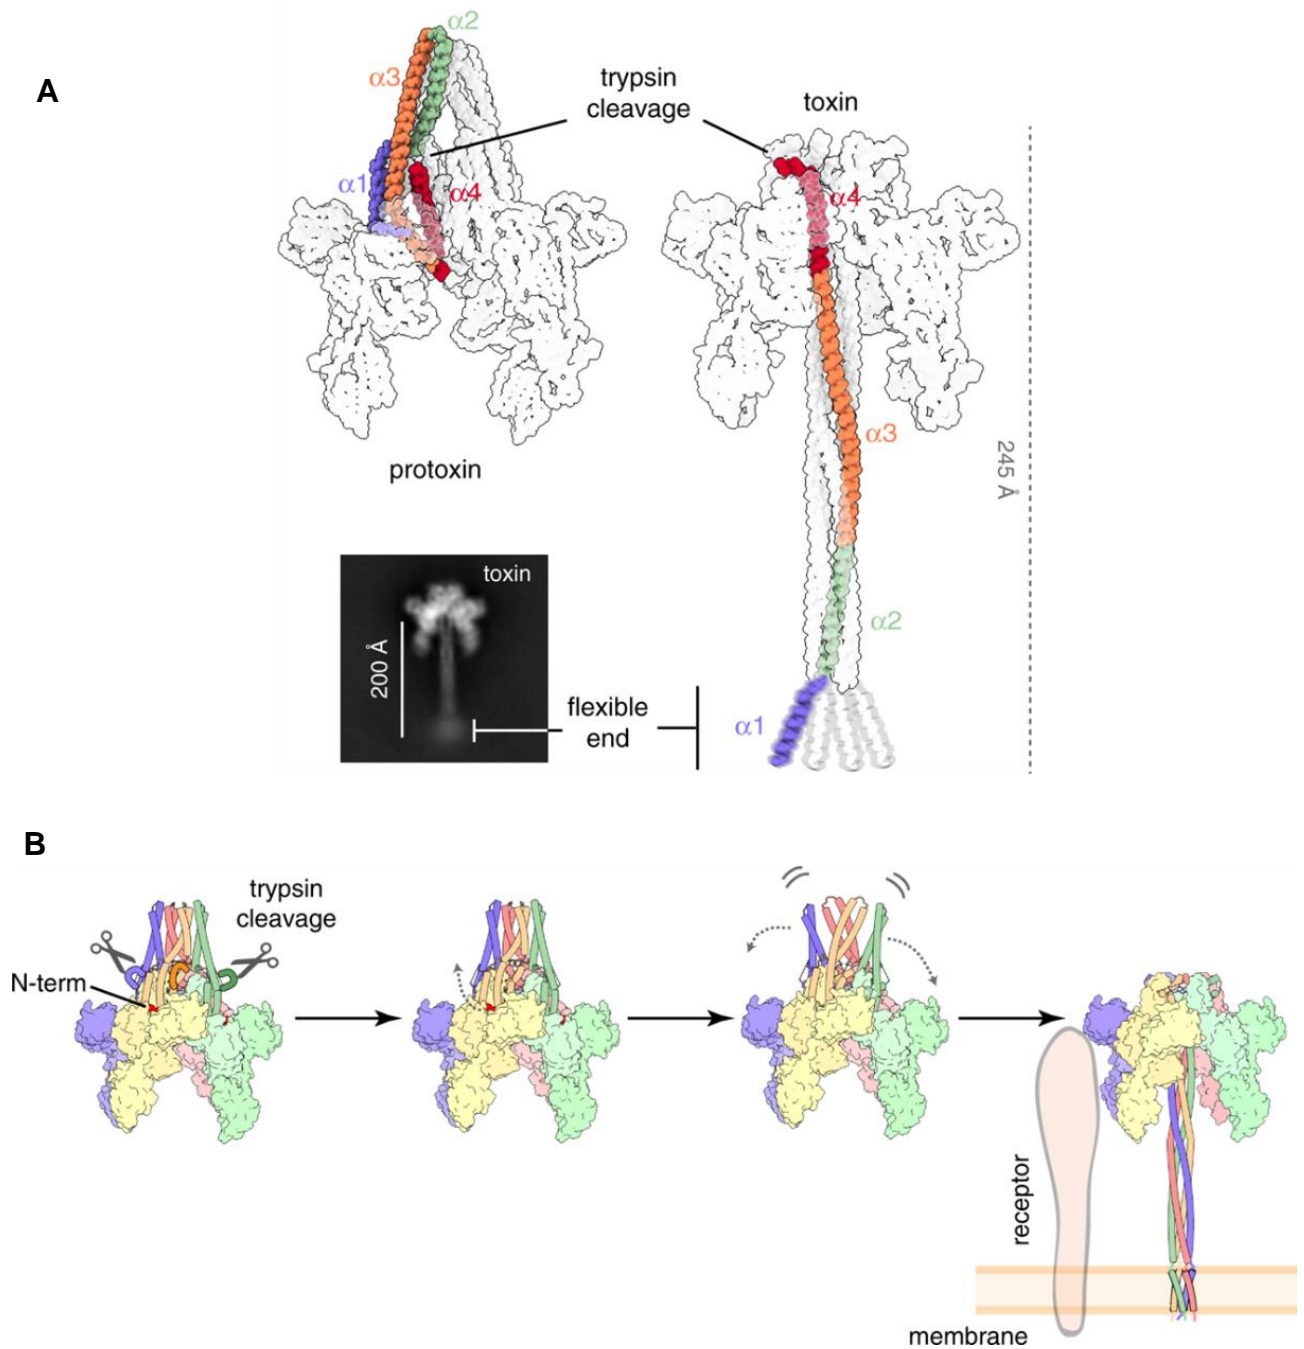 A
α2
α3
trypsin
cleavage
toxin
α1
α4
α4
protoxin
α3
245 Å
toxin
200 Å
α2
flexible
end
α1
B
trypsin
cleavage
N-term
receptor
membrane